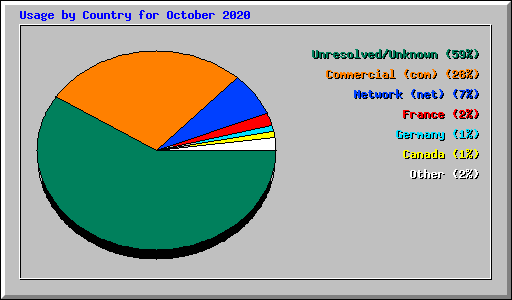 Usage by Country for October 2020
Unresolved/Unknown (59%)
Commercial (com) (28%)
Network (net) (7%)
France (2%)
Germany (1%)
Canada (1%)
Other (2%)